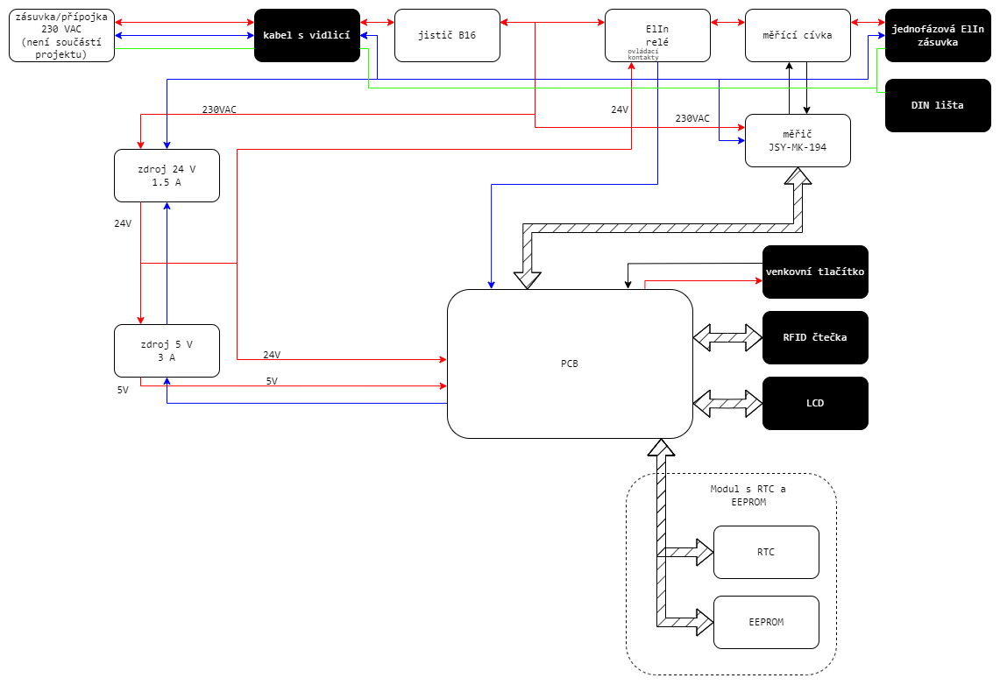 zásuvka/přípojka
230 VAC
(není součástí
projektu)
kabel s vidlicí
jistič B16
ElIn
relé
ovládací
kontakty
měřící cívka
jednofázová ElIn
zásuvka
DIN lišta
230VAC
24V
230VAC
měřič
JSY-MK-194
zdroj 24 V
1.5 A
24V
venkovní tlačítko
zdroj 5 V
3 A
RFID čtečka
24V
PCB
5V
5V
LCD
Modul s RTC a
EEPROM
RTC
EEPROM